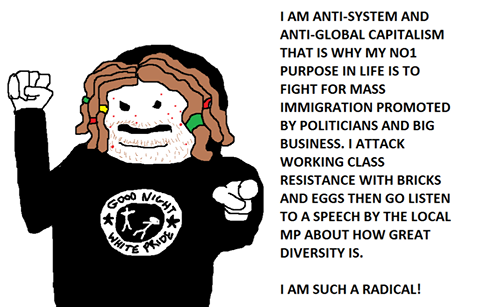 I AM ANTI-SYSTEM AND
ANTI-GLOBAL CAPITALISM
THAT IS WHY MY NO1
PURPOSE IN LIFE IS TO
FIGHT FOR MASS
IMMIGRATION PROMOTED
BY POLITICIANS AND BIG
BUSINESS. I ATTACK
WORKING CLASS
RESISTANCE WITH BRICKS
AND EGGS THEN GO LISTEN
TO A SPEECH BY THE LOCAL
MP ABOUT HOW GREAT
DIVERSITY IS.
I AM SUCH A RADICAL!
GOOD NIGHT
WHITE PRIDE